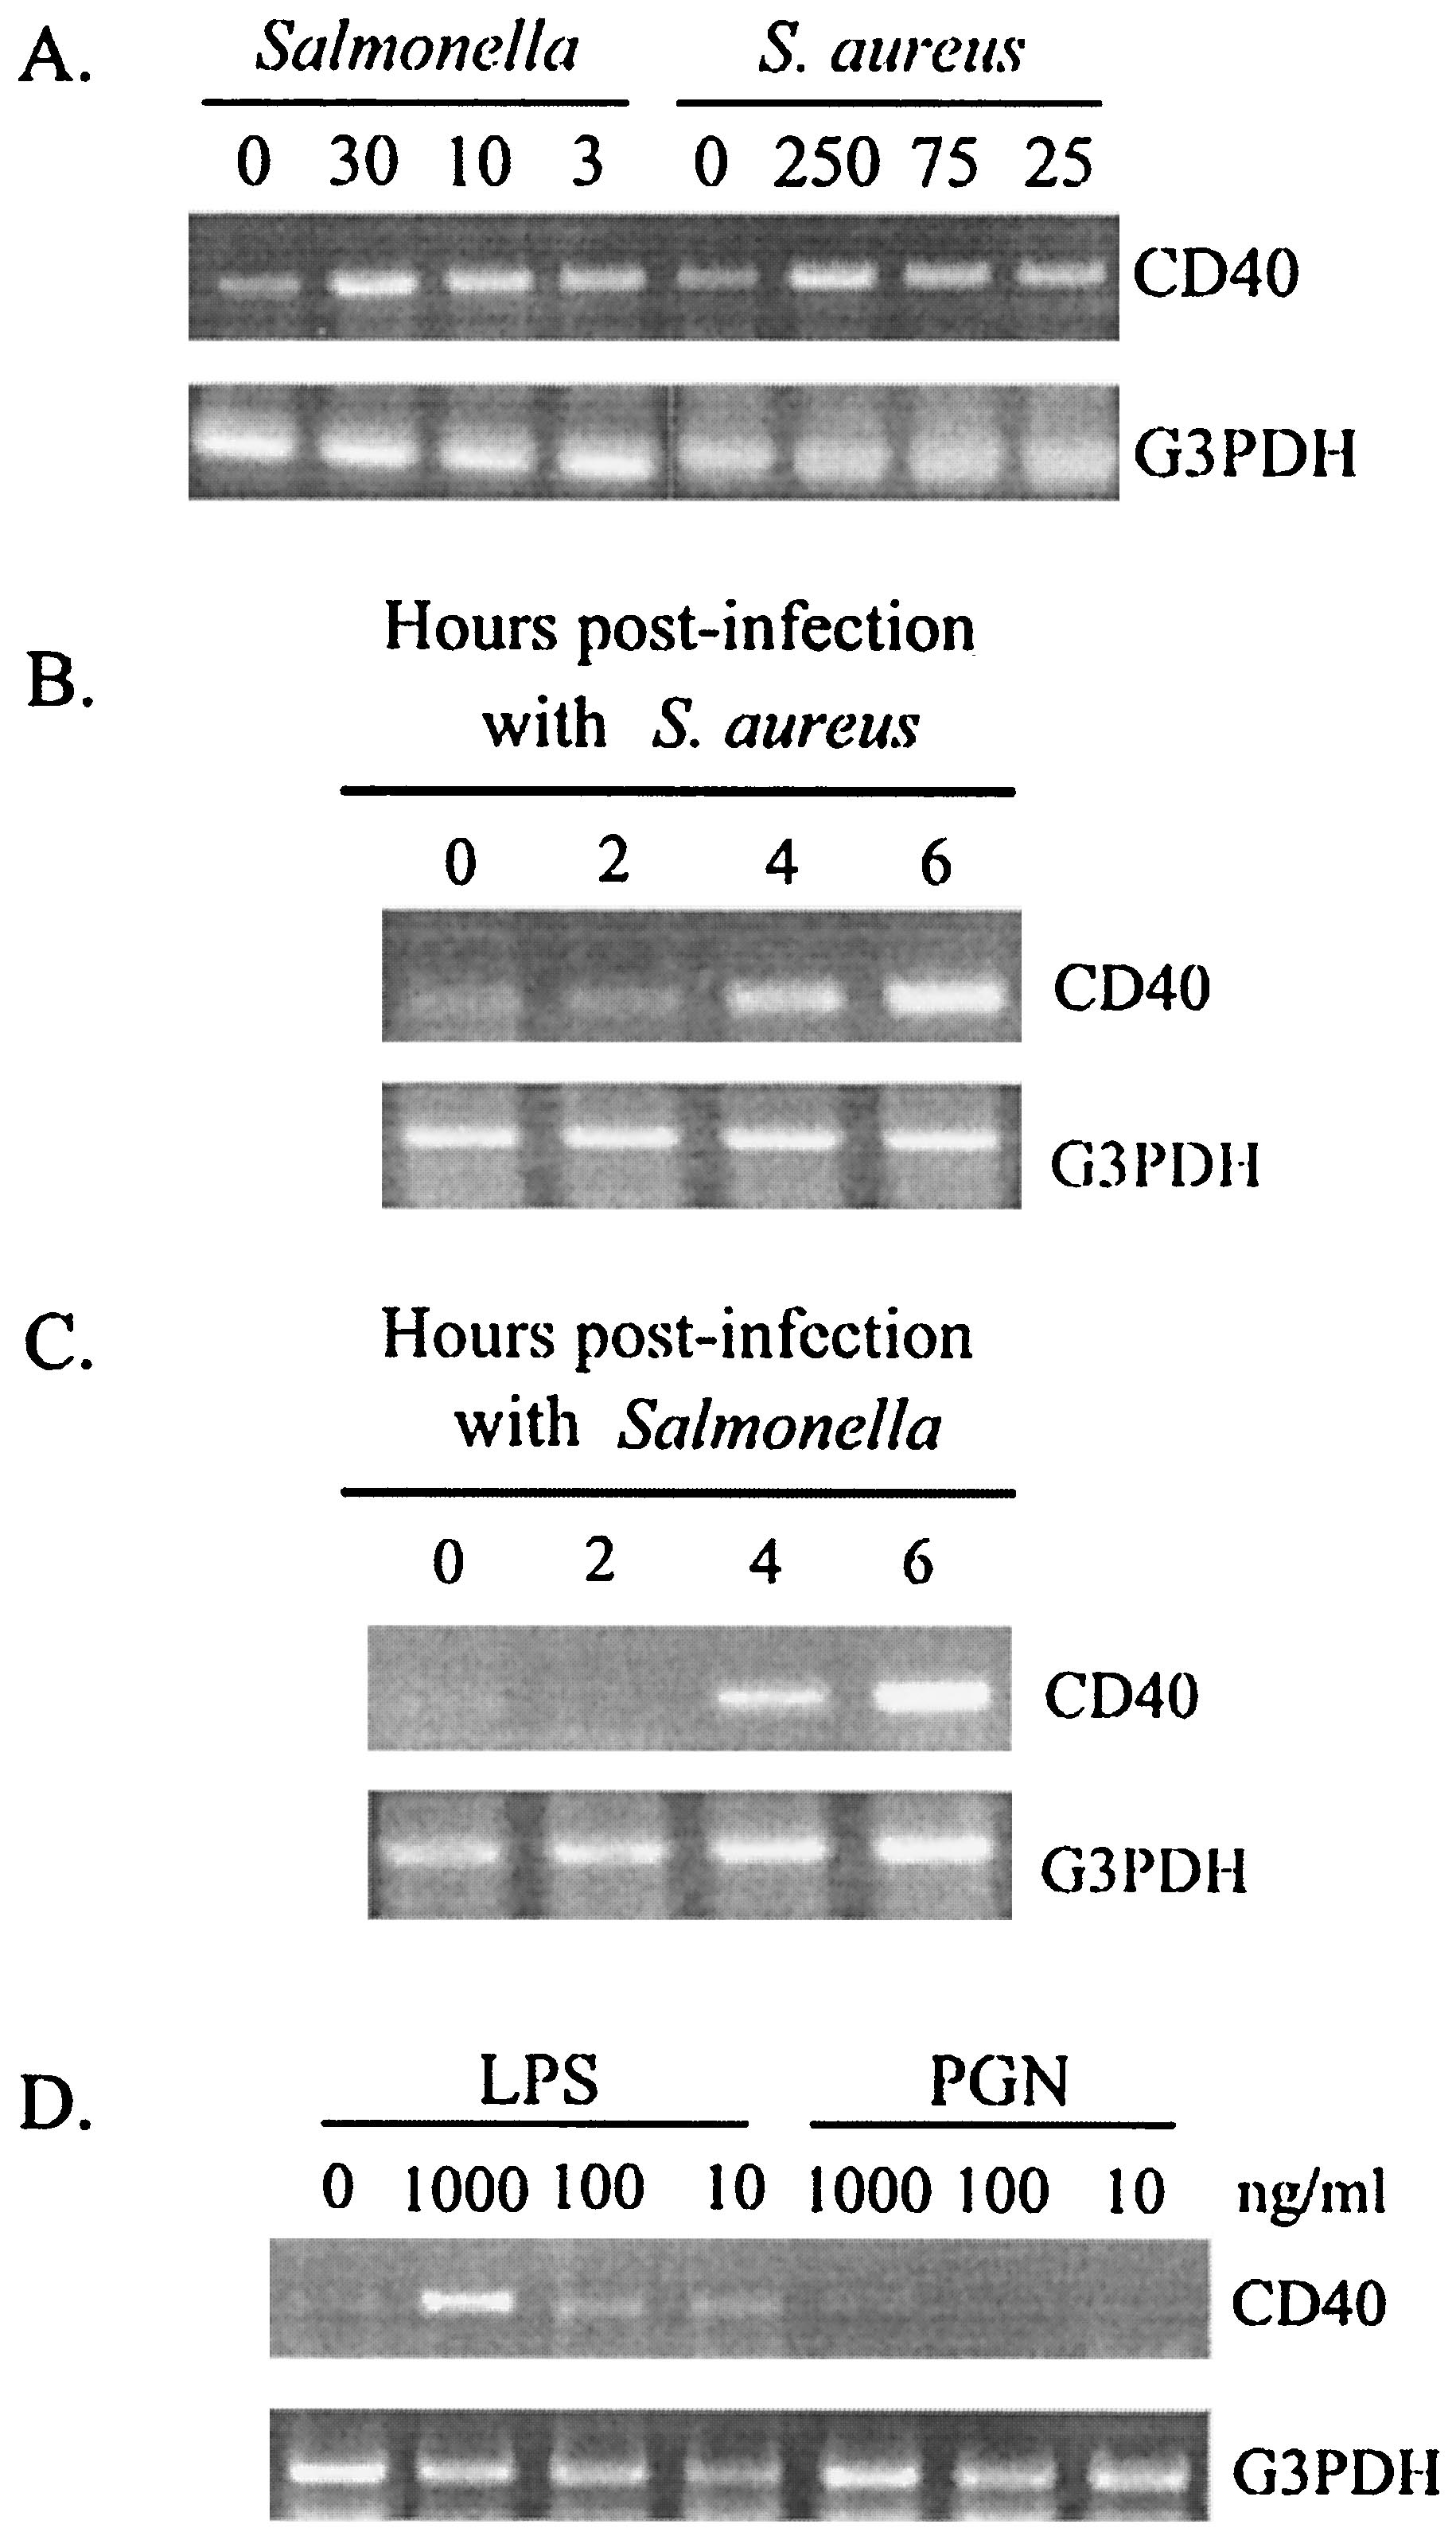 A.
Salmonella S. aureus
0 30 10 3 0 250 75 25
CD40
G3PDH
B.
Hours post-infection
with S. aureus
0 2 4 6
CD40
G3PDH
C.
Hours post-infection
with Salmonella
0 2 4 6
CD40
G3PDH
D.
LPS PGN
0 1000 100 10 1000 100 10 ng/ml
CD40
G3PDH